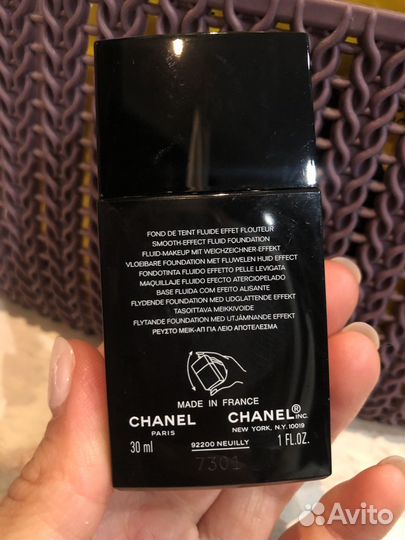 FOND DE TEINT FLUIDE EFFET FLOUTEUR
SMOOTH-EFFECT FLUID FOUNDATION
FLUID-MAKEUP MIT WEICHZEICHNER-EFFEKT
VLOEIBARE FOUNDATION MET FLUWELEN HUID EFFECT
FONDOTINTA FLUIDO EFFETTO PELLE LEVIGATA
MAQUILLAJE FLUIDO EFECTO ATERCIOPELADO
BASE FLUIDA COM EFEITO ALISANTE
FLYDENDE FOUNDATION MED UDGLATTENDE EFFEKT
TASOITTAVA MEIKKIVOIDE
FLYTANDE FOUNDATION MED UTJÄMNANDE EFFEKT
ΡΕΥΣΤΟ ΜΕΙΚ-ΑΠ ΓΙΑ ΛΕΙΟ ΑΠΟΤΕΛΕΣΜΑ
MADE IN FRANCE
CHANEL CHANEL® INC.
PARIS NEW YORK, N.Y. 10019
30 ml 92200 NEUILLY 1 FL.OZ.
7301
Avito